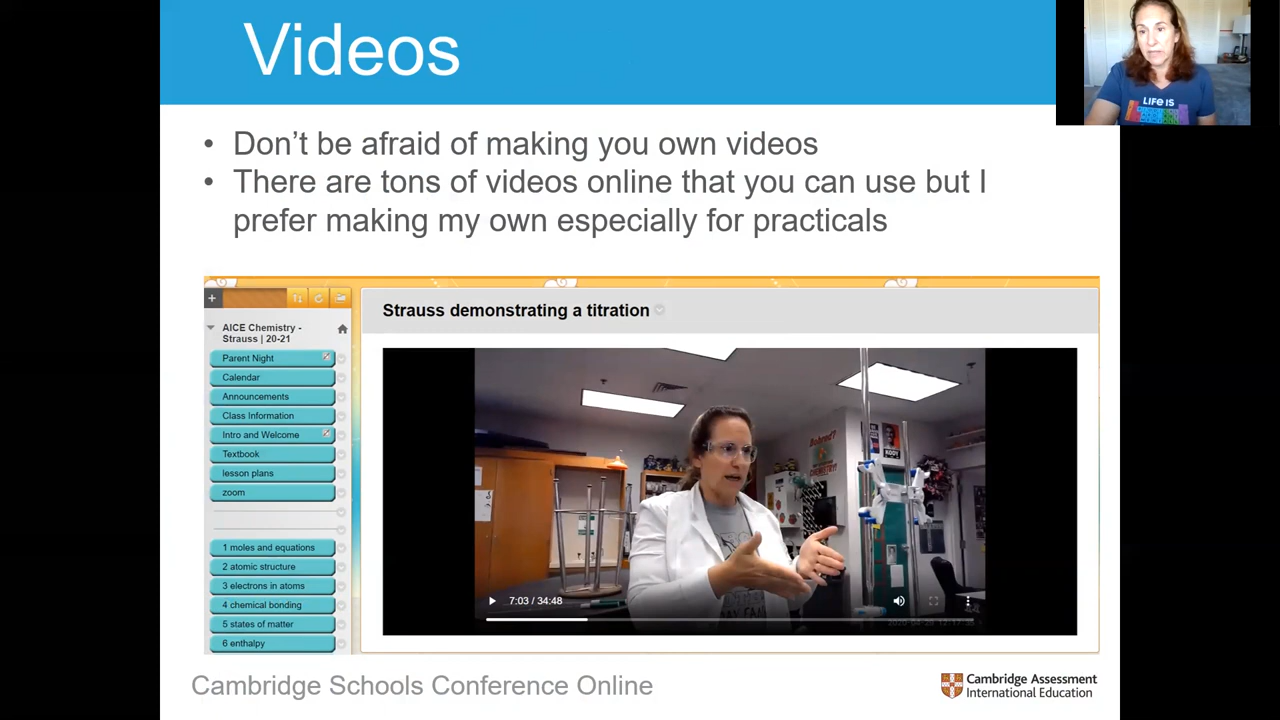 Videos
LIFE IS
• Don't be afraid of making you own videos
• There are tons of videos online that you can use but I
prefer making my own especially for practicals
Strauss demonstrating a titration
AICE Chemistry -
Strauss | 20-21
Parent Night
Calendar
Announcements
Class Information
Intro and Welcome
Textbook
lesson plans
zoom
1 moles and equations
2 atomic structure
3 electrons in atoms
4 chemical bonding
5 states of matter
6 enthalpy
7:03 / 34:48
Cambridge Schools Conference Online
Cambridge Assessment
International Education